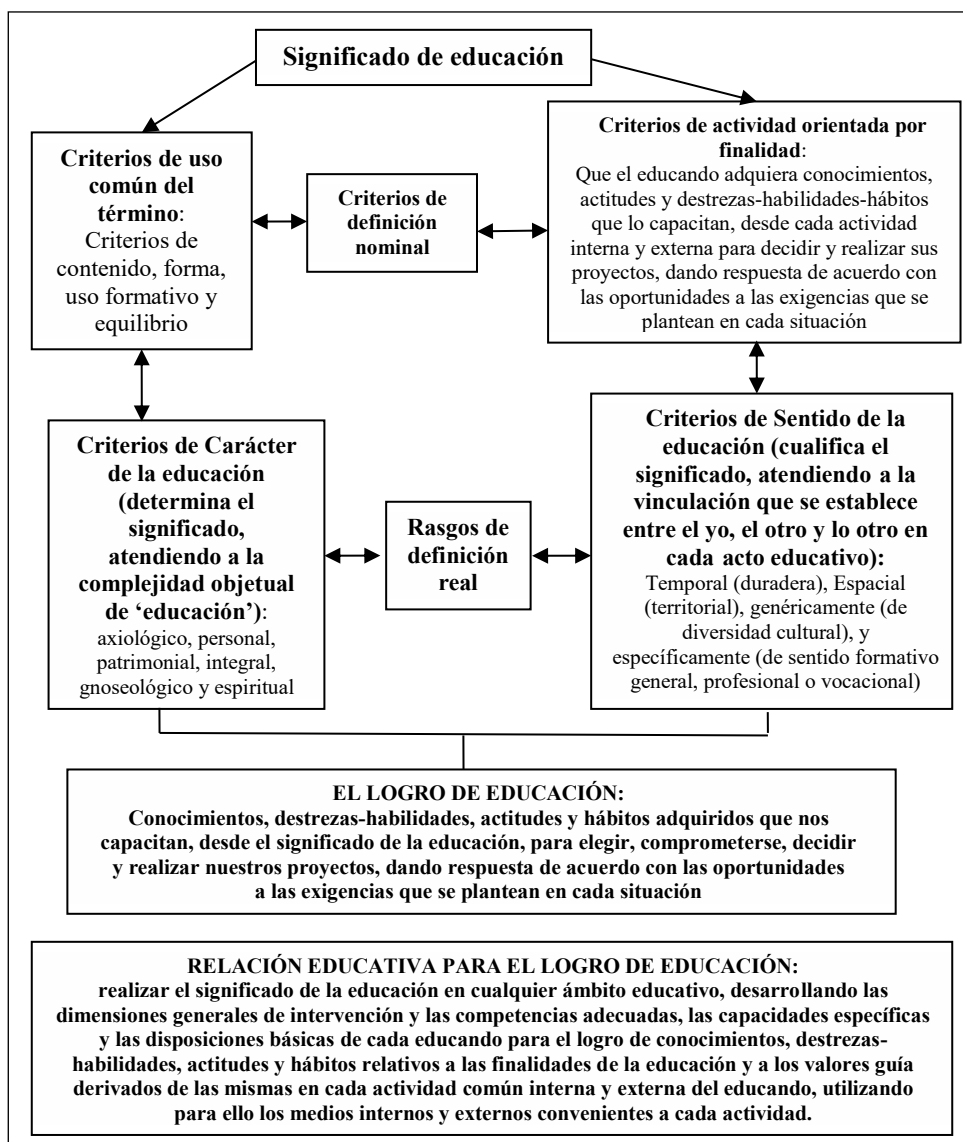 Significado de educación
Criterios de uso
común del
término:
Criterios de
contenido, forma,
uso formativo y
equilibrio
Criterios de
definición
nominal
Criterios de actividad orientada por
finalidad:
Que el educando adquiera conocimientos,
actitudes y destrezas-habilidades-hábitos
que lo capacitan, desde cada actividad
interna y externa para decidir y realizar sus
proyectos, dando respuesta de acuerdo con
las oportunidades a las exigencias que se
plantean en cada situación
Criterios de Carácter
de la educación
(determina el
significado,
atendiendo a la
complejidad objetual
de ‘educación’):
axiológico, personal,
patrimonial, integral,
gnoseológico y espiritual
Rasgos de
definición
real
Criterios de Sentido de la
educación (cualifica el
significado, atendiendo a la
vinculación que se establece
entre el yo, el otro y lo otro en
cada acto educativo):
Temporal (duradera), Espacial
(territorial), genéricamente (de
diversidad cultural), y
específicamente (de sentido formativo
general, profesional o vocacional)
EL LOGRO DE EDUCACIÓN:
Conocimientos, destrezas-habilidades, actitudes y hábitos adquiridos que nos
capacitan, desde el significado de la educación, para elegir, comprometerse, decidir
y realizar nuestros proyectos, dando respuesta de acuerdo con las oportunidades
a las exigencias que se plantean en cada situación
RELACIÓN EDUCATIVA PARA EL LOGRO DE EDUCACIÓN:
realizar el significado de la educación en cualquier ámbito educativo, desarrollando las
dimensiones generales de intervención y las competencias adecuadas, las capacidades específicas
y las disposiciones básicas de cada educando para el logro de conocimientos, destrezas-
habilidades, actitudes y hábitos relativos a las finalidades de la educación y a los valores guía
derivados de las mismas en cada actividad común interna y externa del educando, utilizando
para ello los medios internos y externos convenientes a cada actividad.